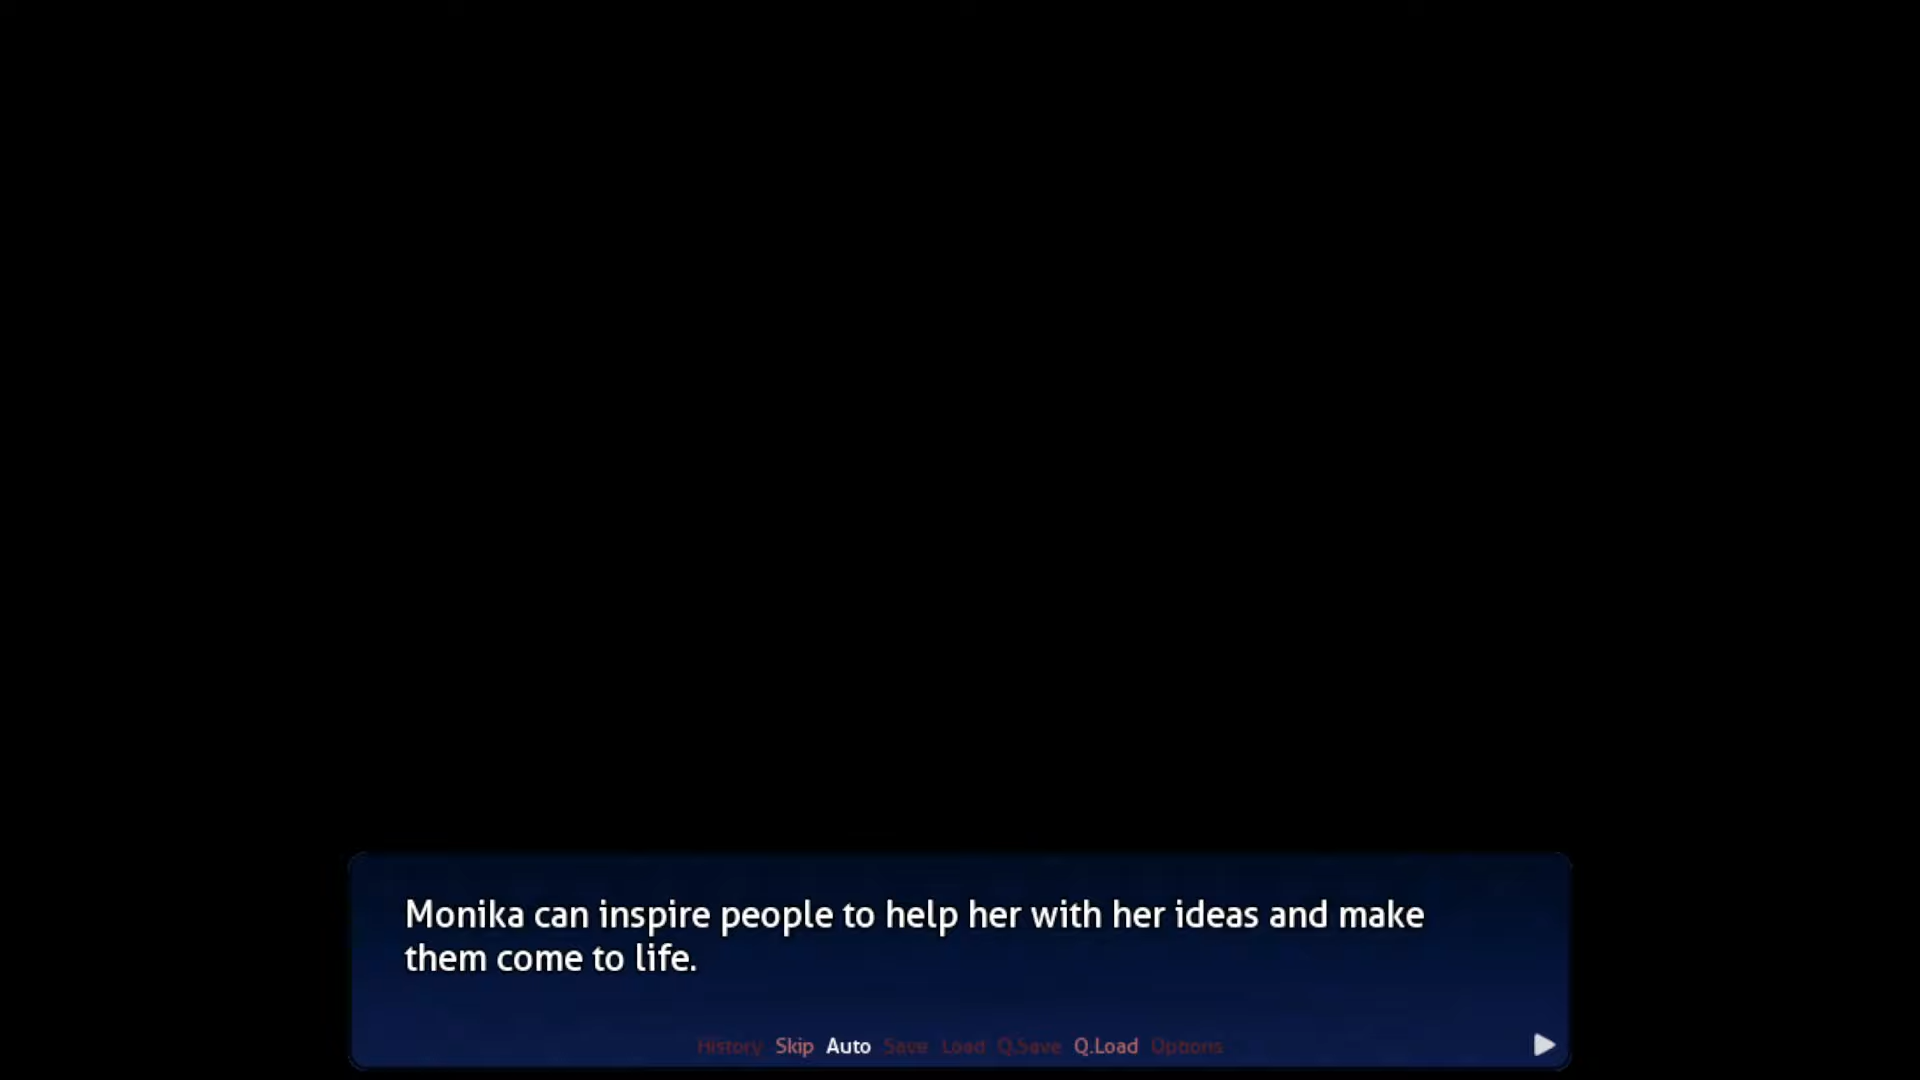 Monika can inspire people to help her with her ideas and make
them come to life.
History Skip Auto Save Load Q.Save Q.Load Options